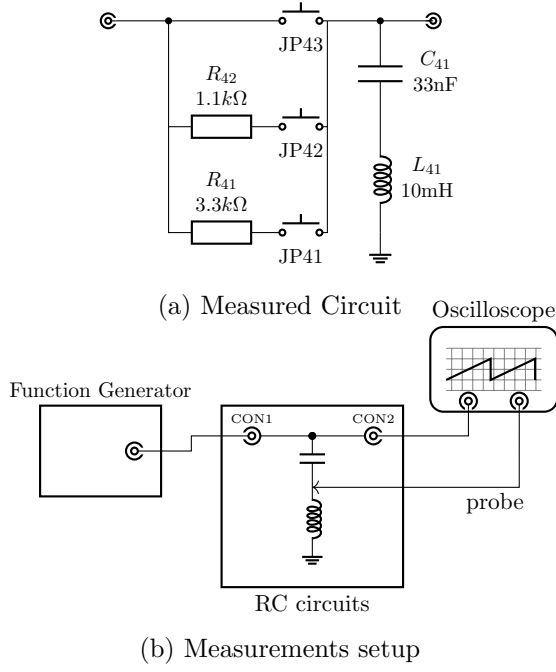 JP43
C₄₁
33nF
R₄₂
1.1kΩ
JP42
L₄₁
10mH
R₄₁
3.3kΩ
JP41
(a) Measured Circuit
Oscilloscope
Function Generator
CON1
CON2
probe
RC circuits
(b) Measurements setup